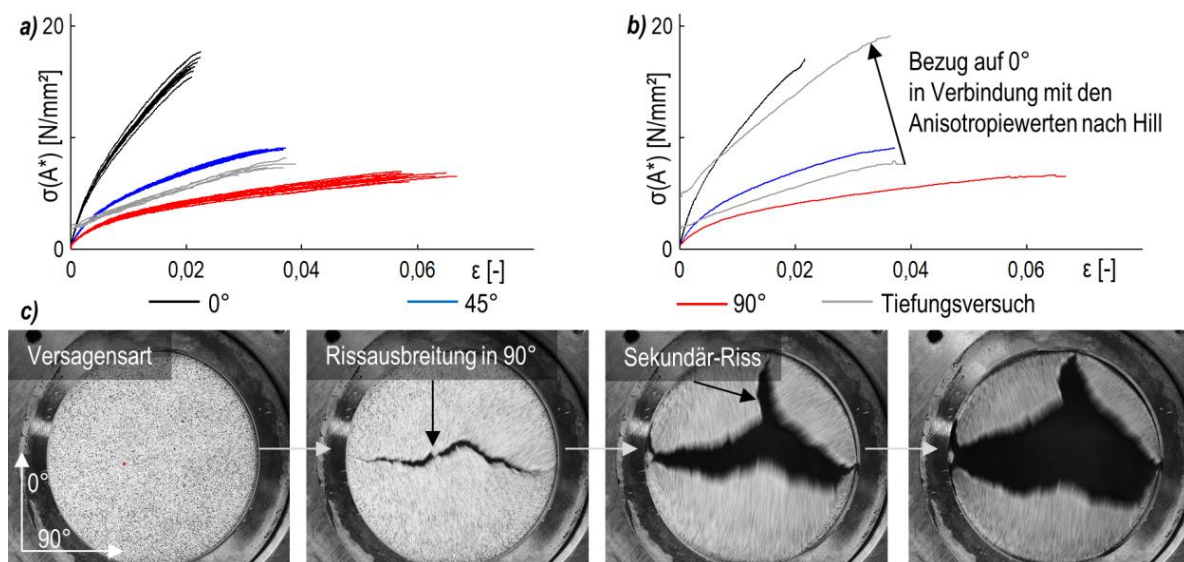 a)
20
σ(A*) [N/mm²]
0
0
0,02
0,04
0,06
ε [-]
b)
20
σ(A*) [N/mm²]
0
0
0,02
0,04
0,06
ε [-]
Bezug auf 0°
in Verbindung mit den
Anisotropiewerten nach Hill
0°
45°
90°
Tiefungsversuch
c)
Versagensart
0°
90°
Rissausbreitung in 90°
Sekundär-Riss